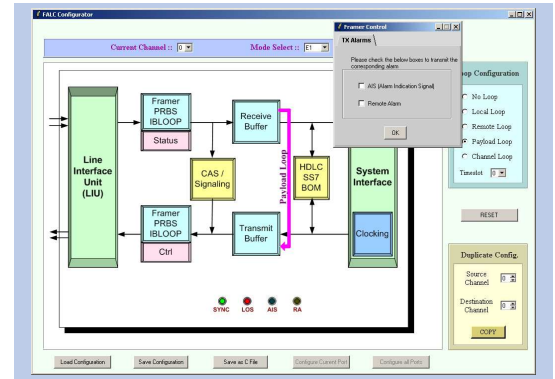 FALC Configurator
Current Channel :: 0
Mode Select :: E1
Framer Control
TX Alarms
Please check the below boxes to transmit the
corresponding alarm
AIS (Alarm Indication Signal)
Remote Alarm
OK
Loop Configuration
No Loop
Local Loop
Remote Loop
Payload Loop
Channel Loop
Timeslot 0
RESET
Duplicate Config.
Source
Channel
0
Destination
Channel
0
COPY
Line
Interface
Unit
(LIU)
Framer
PRBS
IBLOOP
Status
Receive
Buffer
CAS /
Signaling
Payload Loop
HDLC
SS7
BOM
System
Interface
Framer
PRBS
IBLOOP
Ctrl
Transmit
Buffer
Clocking
SYNC
LOS
AIS
RA
Load Configuration
Save Configuration
Save as C File
Configure Current Port
Configure all Ports